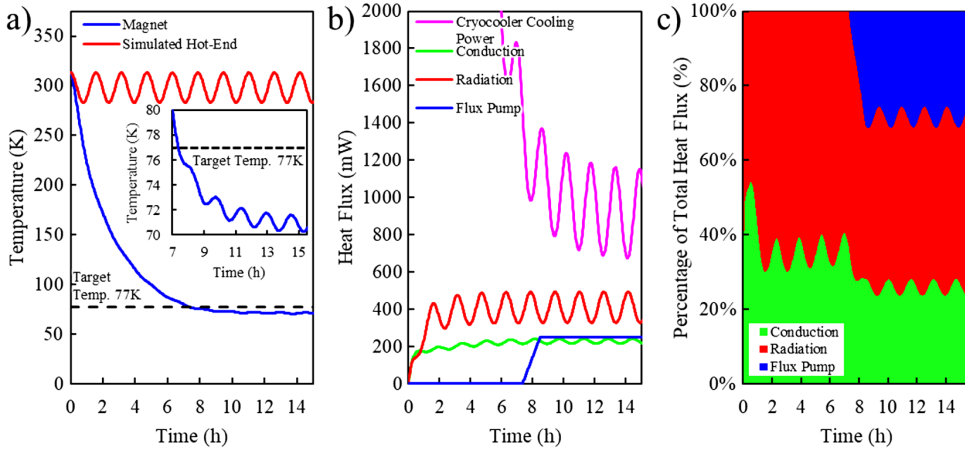 a)
Temperature (K)
350
300
250
200
150
100
50
0
Magnet
Simulated Hot-End
Temperature (K)
80
78
76
74
72
70
Target Temp. 77K
7 9 11 13 15
Time (h)
Target
Temp. 77K
0 2 4 6 8 10 12 14
Time (h)
b)
Heat Flux (mW)
2000
1800
1600
1400
1200
1000
800
600
400
200
0
Cryocooler Cooling
Power
Conduction
Radiation
Flux Pump
0 2 4 6 8 10 12 14
Time (h)
c)
Percentage of Total Heat Flux (%)
100%
80%
60%
40%
20%
0%
Conduction
Radiation
Flux Pump
0 2 4 6 8 10 12 14
Time (h)